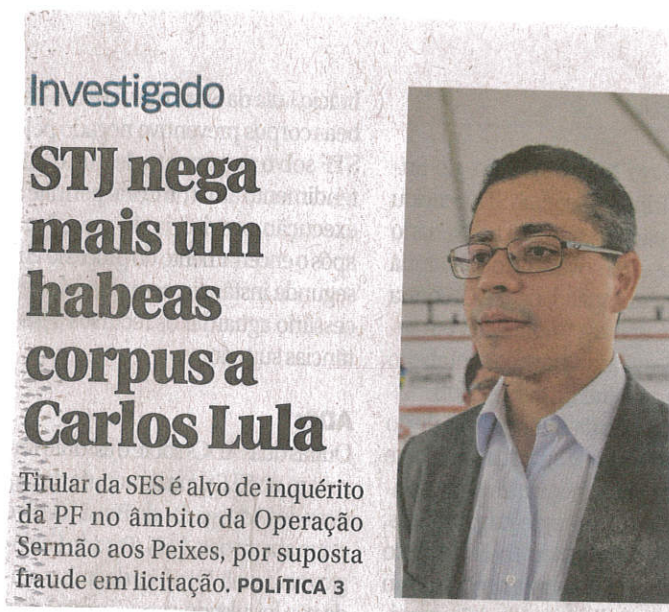 Investigado
STJ nega
mais um
habeas
corpus a
Carlos Lula
Titular da SES é alvo de inquérito
da PF no âmbito da Operação
Sermão aos Peixes, por suposta
fraude em licitação. POLÍTICA 3